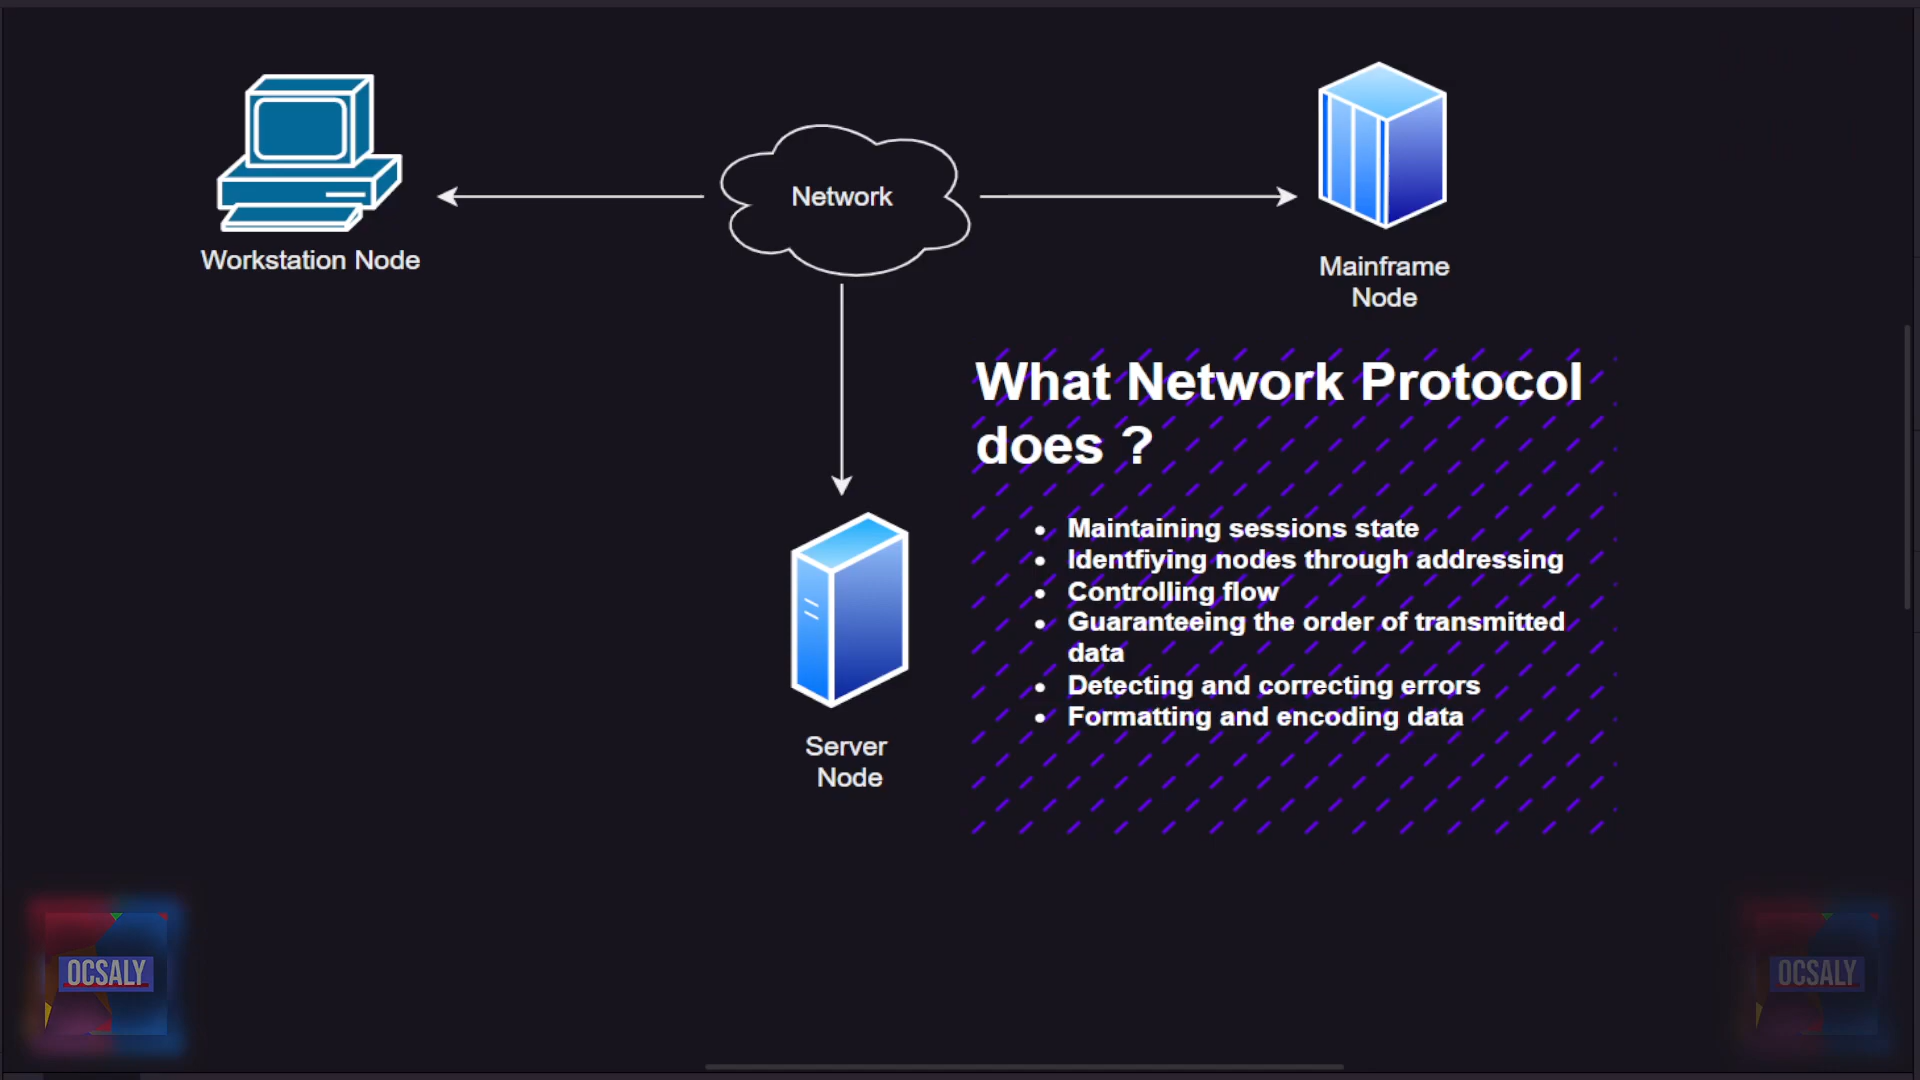 Network
Workstation Node
Mainframe
Node
What Network Protocol
does ?
Maintaining sessions state
Identfiying nodes through addressing
Controlling flow
Guaranteeing the order of transmitted
data
Detecting and correcting errors
Formatting and encoding data
Server
Node
OCSALY
OCSALY